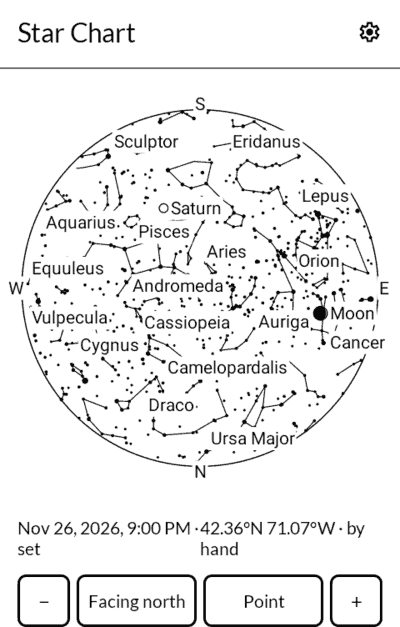 Star Chart
S
Sculptor
Eridanus
Lepus
Saturn
Aquarius
Pisces
Aries
Orion
Equuleus
W
E
Andromeda
Vulpecula
Cassiopeia
Auriga
Moon
Cygnus
Cancer
Camelopardalis
Draco
Ursa Major
N
Nov 26, 2026, 9:00 PM · set
42.36°N 71.07°W · by hand
−
Facing north
Point
+